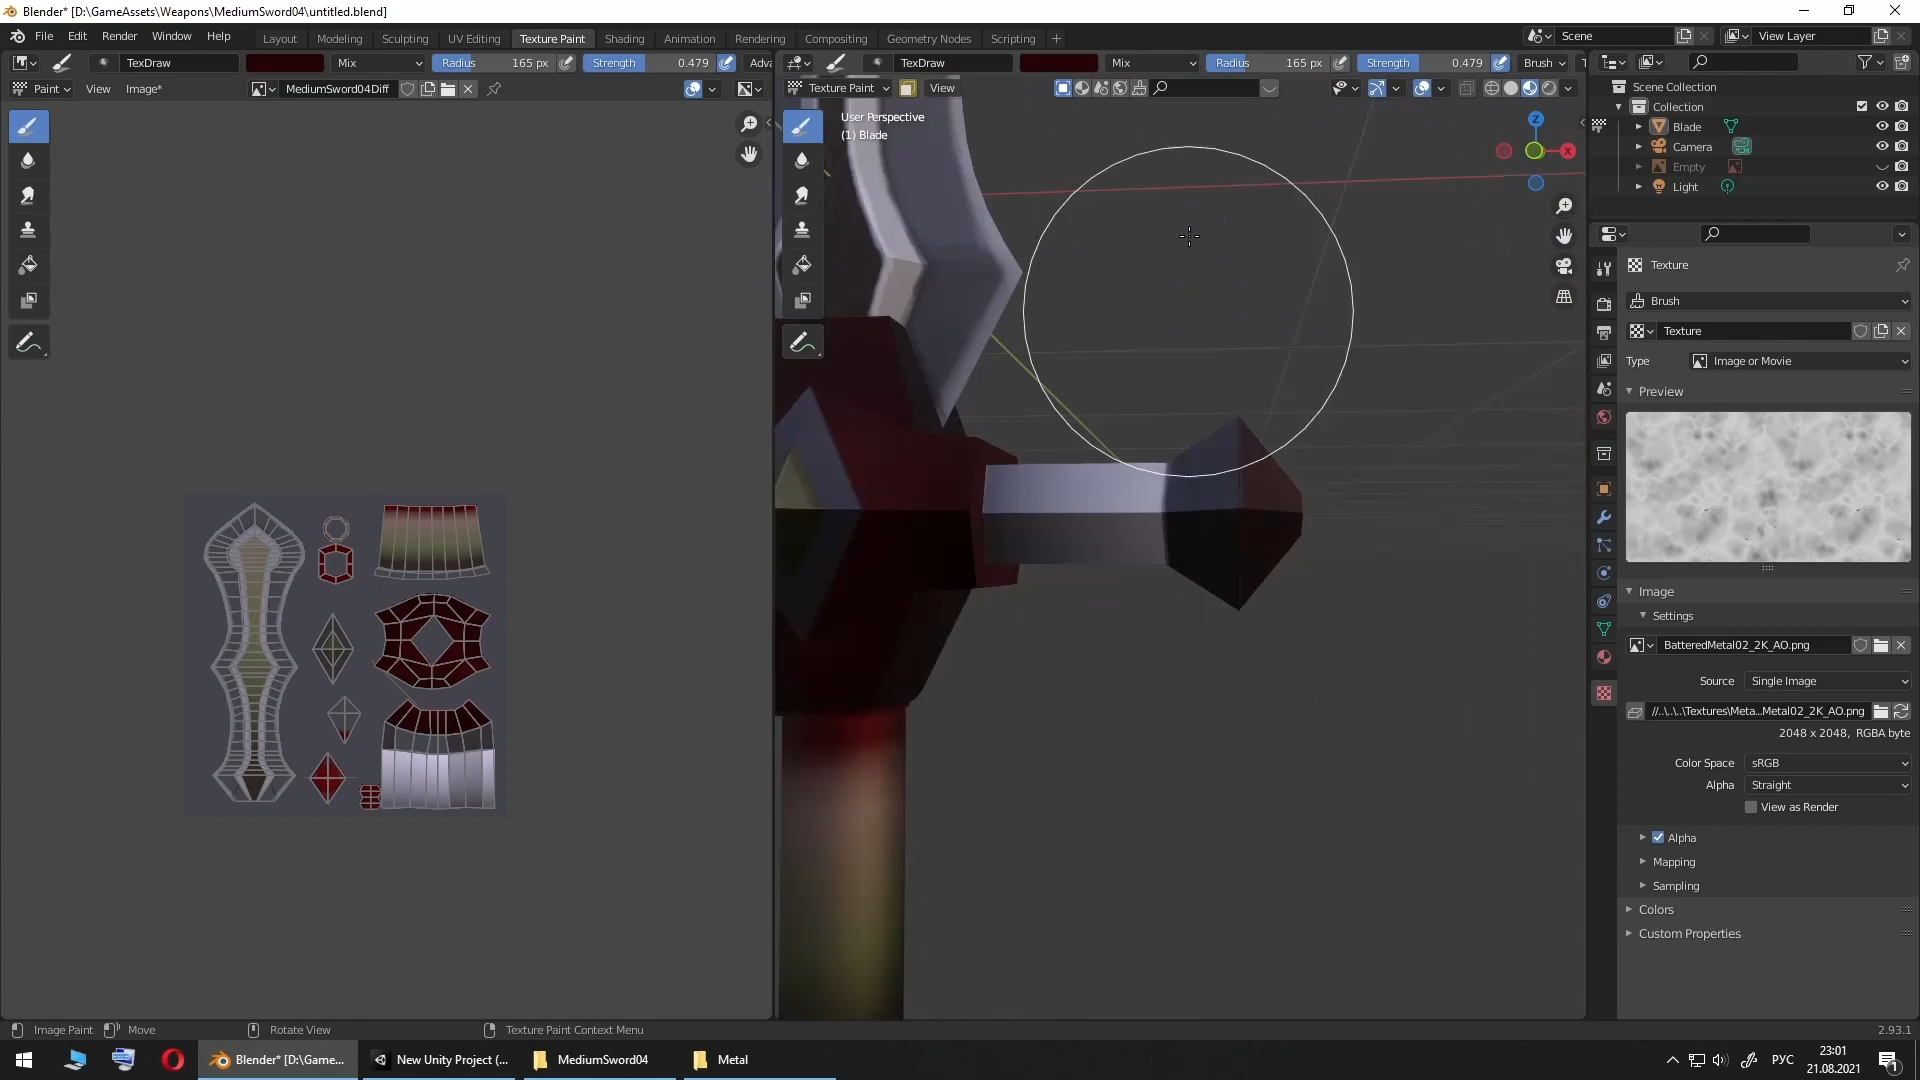 Blender* [D:\GameAssets\Weapons\MediumSword04\untitled.blend]
File Edit Render Window Help Layout Modeling Sculpting UV Editing Texture Paint Shading Animation Rendering Compositing Geometry Nodes Scripting Scene View Layer
TexDraw Mix Radius 165 px Strength 0.479 Adva TexDraw Mix Radius 165 px Strength 0.479 Brush
Paint View Image* MediumSword04Diff Texture Paint View
User Perspective
(1) Blade
Z
X
Scene Collection
Collection
Blade
Camera
Empty
Light
Texture
Brush
Texture
Type Image or Movie
Preview
Image
Settings
BatteredMetal02_2K_AO.png
Source Single Image
//..\..\..\Textures\Meta...Metal02_2K_AO.png
2048 x 2048, RGBA byte
Color Space sRGB
Alpha Straight
View as Render
Alpha
Mapping
Sampling
Colors
Custom Properties
Image Paint Move Rotate View Texture Paint Context Menu 2.93.1
Blender* [D:\Game... New Unity Project (... MediumSword04 Metal РУС 23:01
21.08.2021 1